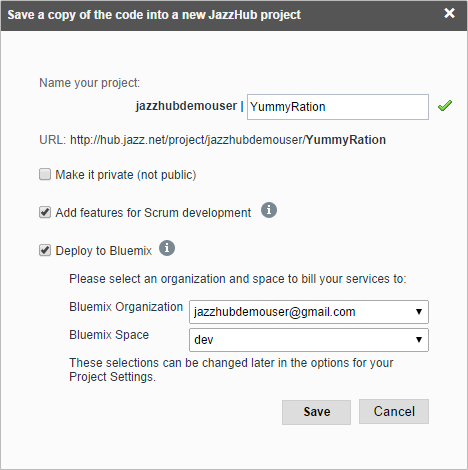 Save a copy of the code into a new JazzHub project
Name your project:
jazzhubdemouser | YummyRation
URL: http://hub.jazz.net/project/jazzhubdemouser/YummyRation
Make it private (not public)
Add features for Scrum development
Deploy to Bluemix
Please select an organization and space to bill your services to:
Bluemix Organization jazzhubdemouser@gmail.com
Bluemix Space dev
These selections can be changed later in the options for your
Project Settings.
Save Cancel